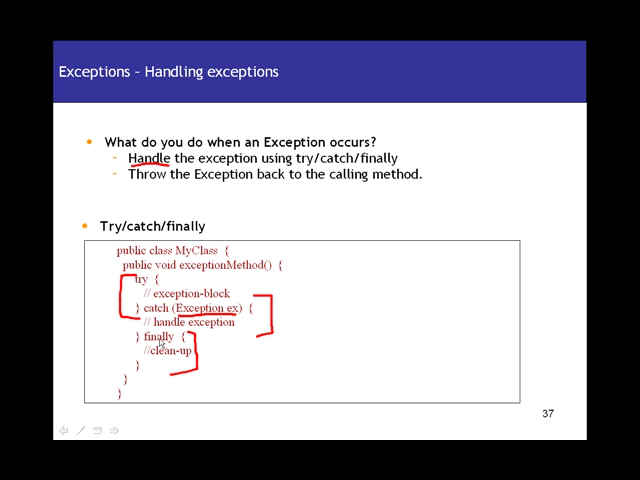 Exceptions – Handling exceptions
• What do you do when an Exception occurs?
- Handle the exception using try/catch/finally
- Throw the Exception back to the calling method.
• Try/catch/finally
public class MyClass {
public void exceptionMethod() {
try {
// exception-block
} catch (Exception ex) {
// handle exception
} finally {
//clean-up
}
}
}
37